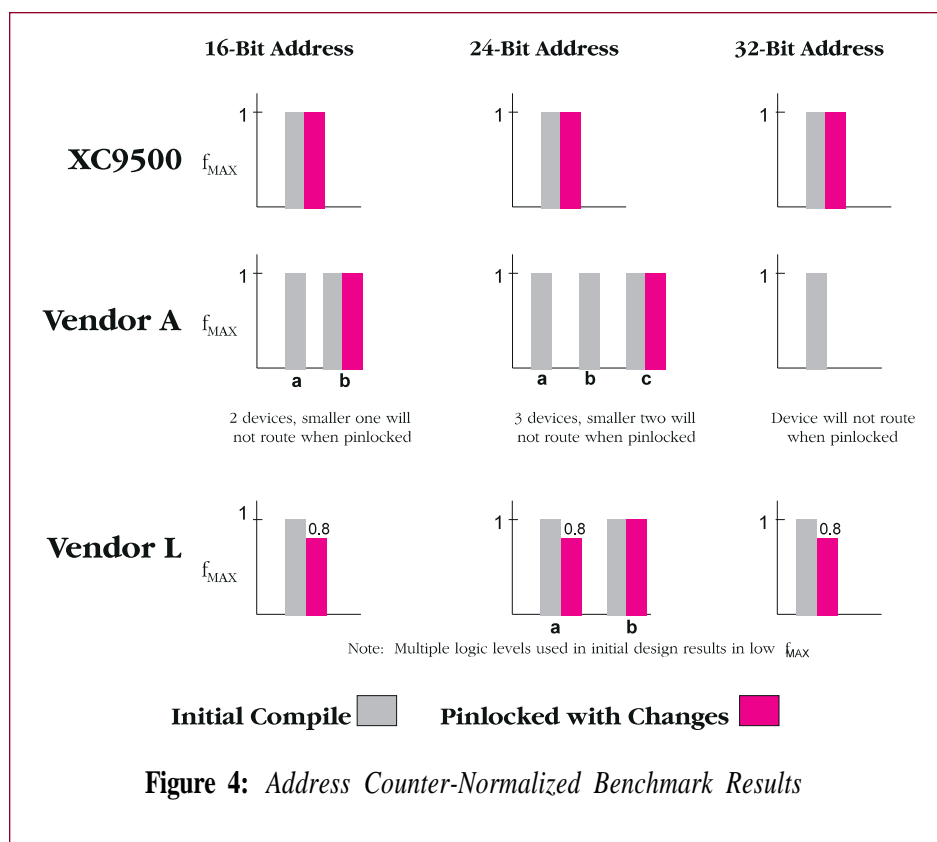 16-Bit Address 24-Bit Address 32-Bit Address
XC9500 fMAX 1 1 1
Vendor A fMAX 1 1 1
a b a b c
2 devices, smaller one will 3 devices, smaller two will Device will not route
not route when pinlocked not route when pinlocked when pinlocked
Vendor L fMAX 1 0.8 1 0.8 1 0.8
a b
Note: Multiple logic levels used in initial design results in low fMAX
Initial Compile Pinlocked with Changes
Figure 4: Address Counter-Normalized Benchmark Results